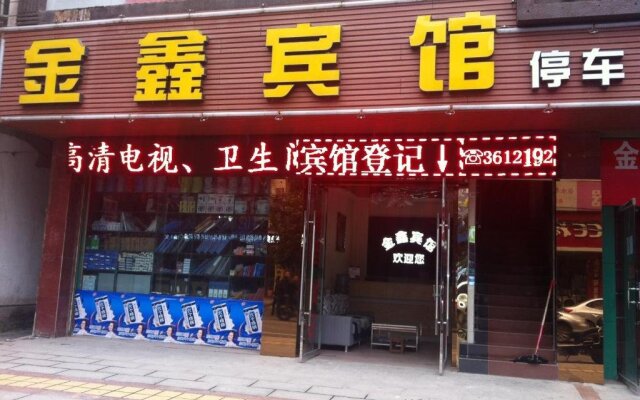 金鑫宾馆 停车
高清电视、卫生间 宾馆登记↓ ☏3612192
金鑫宾馆
欢迎您
金